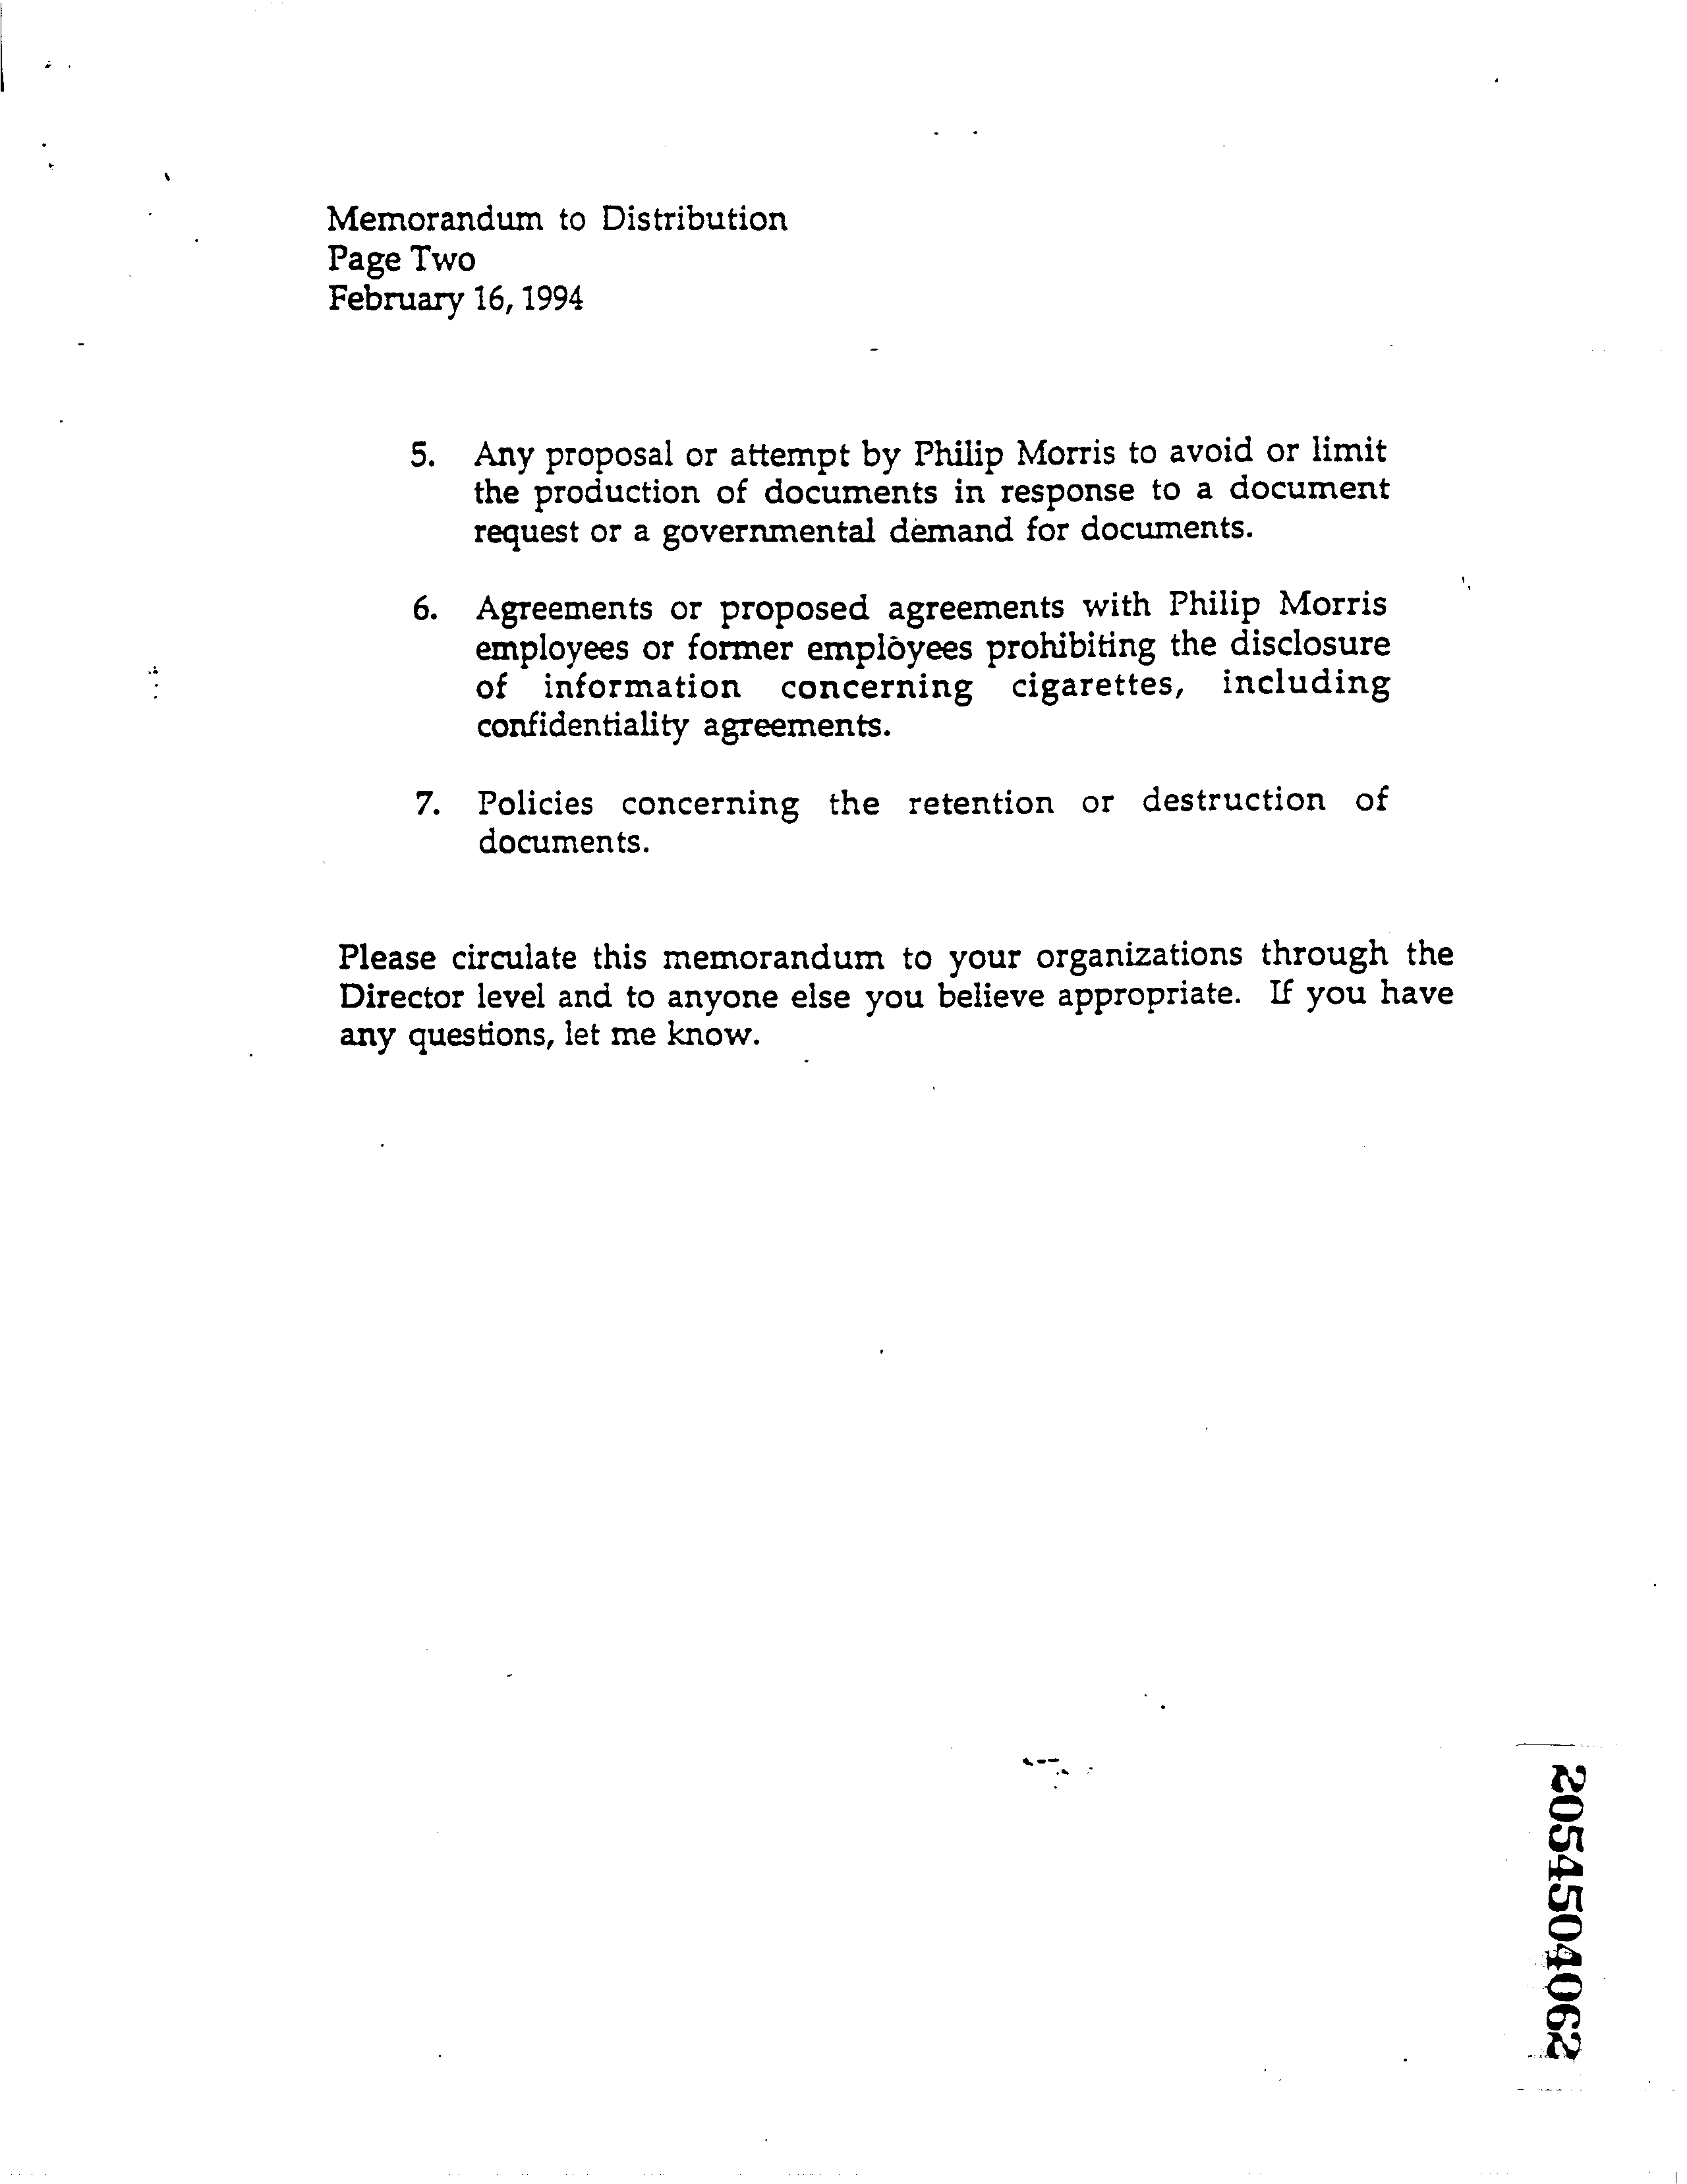 Memorandum to Distribution
Page Two
February 16, 1994
5. Any proposal or attempt by Philip Morris to avoid or limit
the production of documents in response to a document
request or a governmental demand for documents.
6. Agreements or proposed agreements with Philip Morris
employees or former employees prohibiting the disclosure
of information concerning cigarettes, including
confidentiality agreements.
7. Policies concerning the retention or destruction of
documents.
Please circulate this memorandum to your organizations through the
Director level and to anyone else you believe appropriate. If you have
any questions, let me know.
2054504062